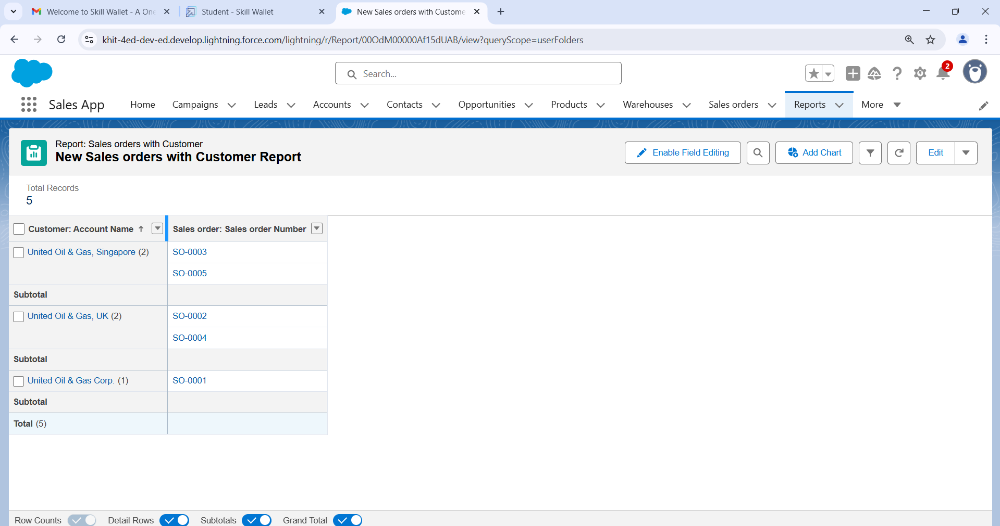 Welcome to Skill Wallet - A One
Student - Skill Wallet
New Sales orders with Custome
khit-4ed-dev-ed.develop.lightning.force.com/lightning/r/Report/00OdM00000Af15dUAB/view?queryScope=userFolders
Search...
2
Sales App
Home
Campaigns
Leads
Accounts
Contacts
Opportunities
Products
Warehouses
Sales orders
Reports
More
Report: Sales orders with Customer
New Sales orders with Customer Report
Enable Field Editing
Add Chart
Edit
Total Records
5
Customer: Account Name ↑
Sales order: Sales order Number
United Oil & Gas, Singapore (2)
SO-0003
SO-0005
Subtotal
United Oil & Gas, UK (2)
SO-0002
SO-0004
Subtotal
United Oil & Gas Corp. (1)
SO-0001
Subtotal
Total (5)
Row Counts
Detail Rows
Subtotals
Grand Total